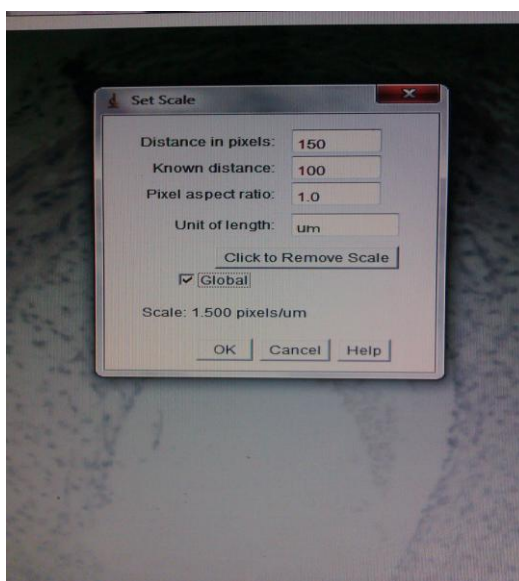 Set Scale
Distance in pixels: 150
Known distance: 100
Pixel aspect ratio: 1.0
Unit of length: um
Click to Remove Scale
Global
Scale: 1.500 pixels/um
OK Cancel Help